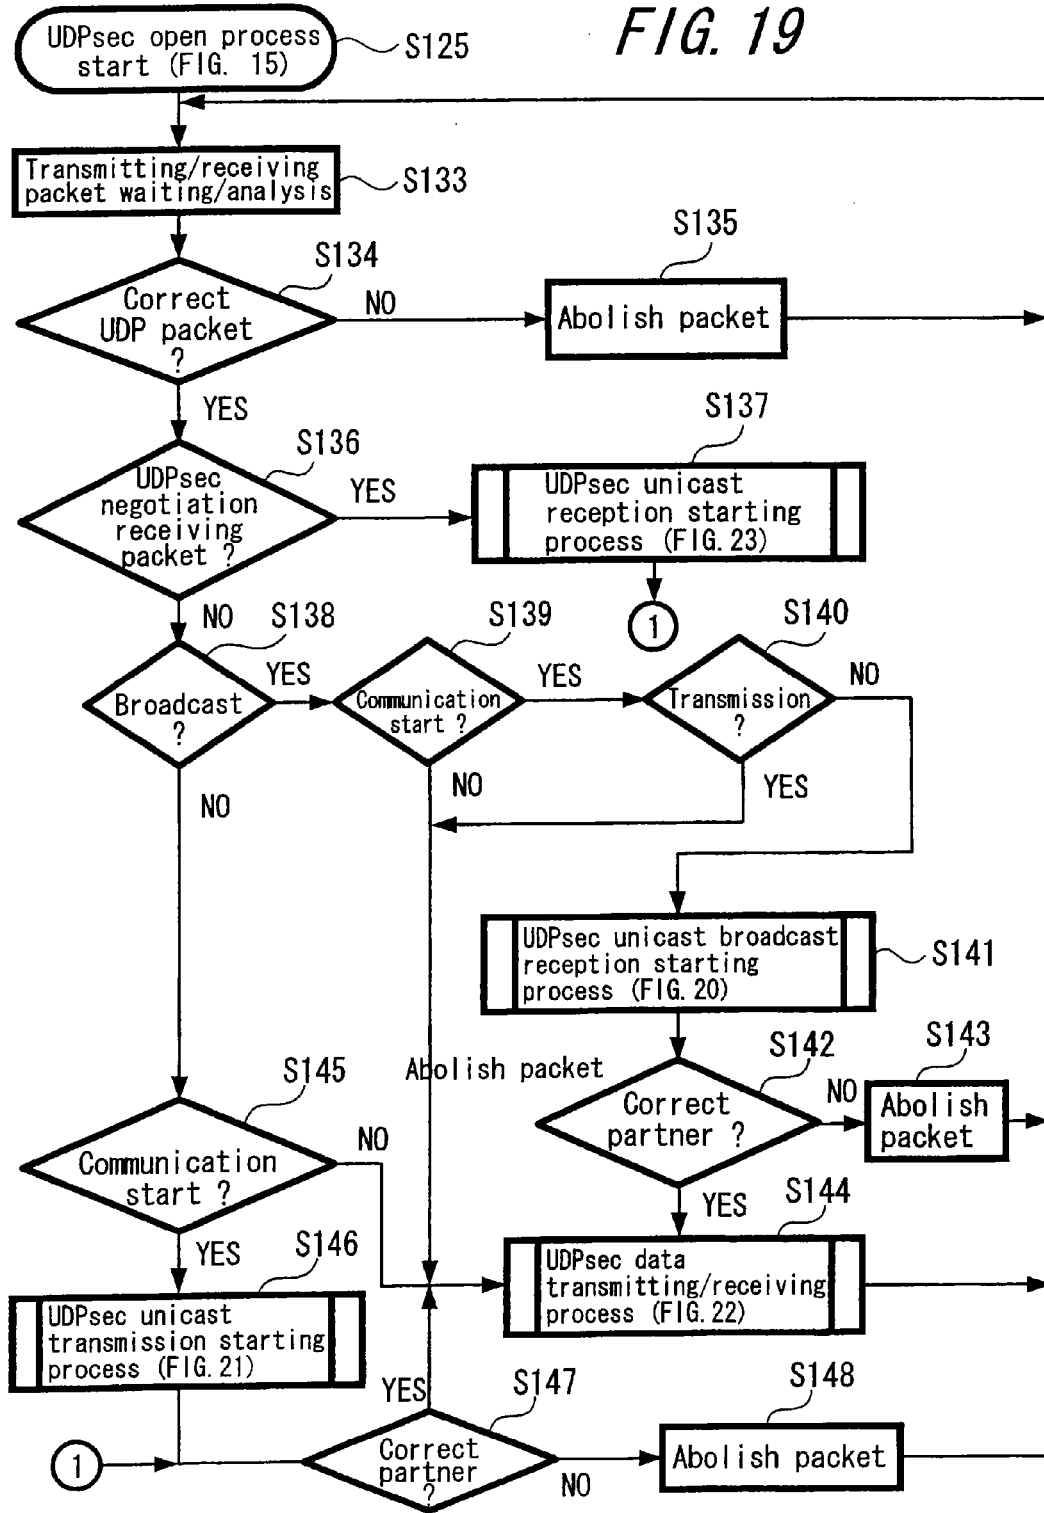 FIG. 19
UDPsec open process
start (FIG. 15)
S125
Transmitting/receiving
packet waiting/analysis
S133
S134
Correct
UDP packet
?
NO
S135
Abolish packet
YES
S136
UDPsec
negotiation
receiving
packet ?
YES
S137
UDPsec unicast
reception starting
process (FIG. 23)
1
NO
S138
Broadcast
?
YES
S139
Communication
start ?
YES
S140
Transmission
?
NO
NO
NO
YES
UDPsec unicast broadcast
reception starting
process (FIG. 20)
S141
Abolish packet
S142
Correct
partner ?
NO
S143
Abolish
packet
S145
Communication
start ?
NO
YES
S144
UDPsec data
transmitting/receiving
process (FIG. 22)
YES
S146
UDPsec unicast
transmission starting
process (FIG. 21)
YES
S147
Correct
partner
?
NO
S148
Abolish packet
1